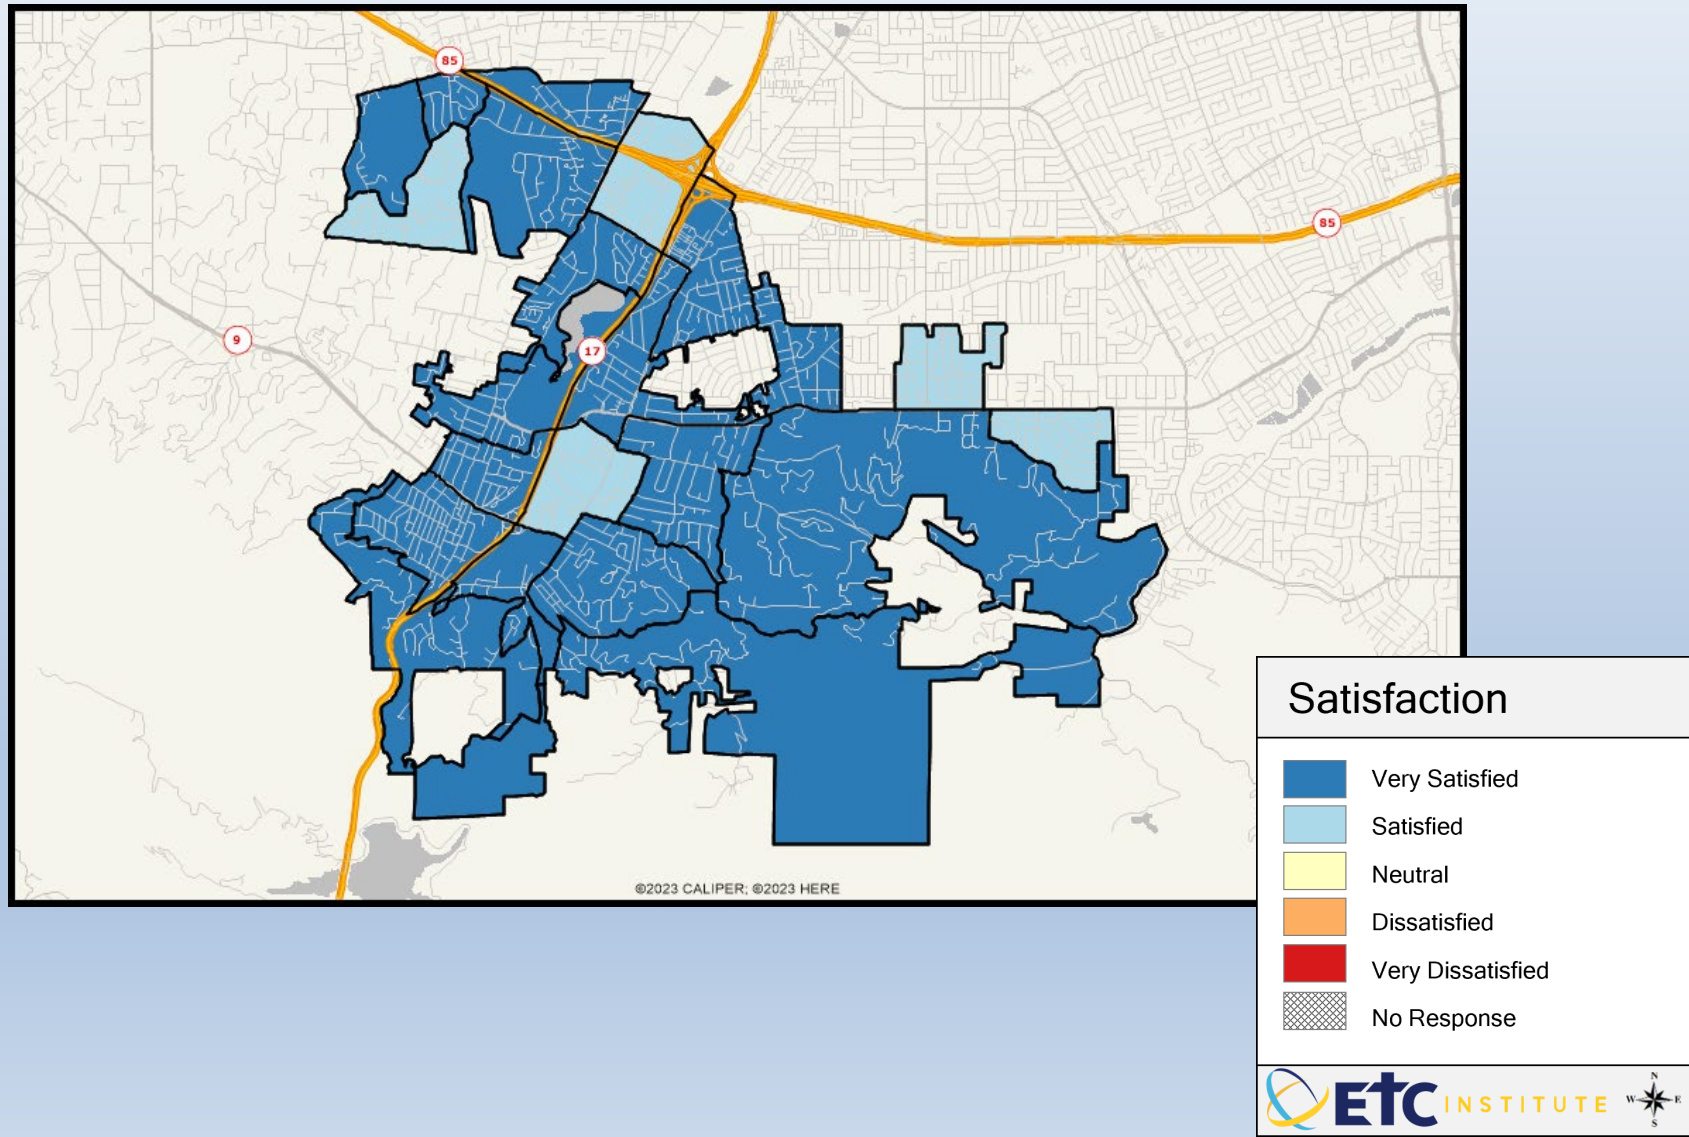 85
85
9
17
©2023 CALIPER; ©2023 HERE
Satisfaction
Very Satisfied
Satisfied
Neutral
Dissatisfied
Very Dissatisfied
No Response
ETC INSTITUTE
N
W E
S